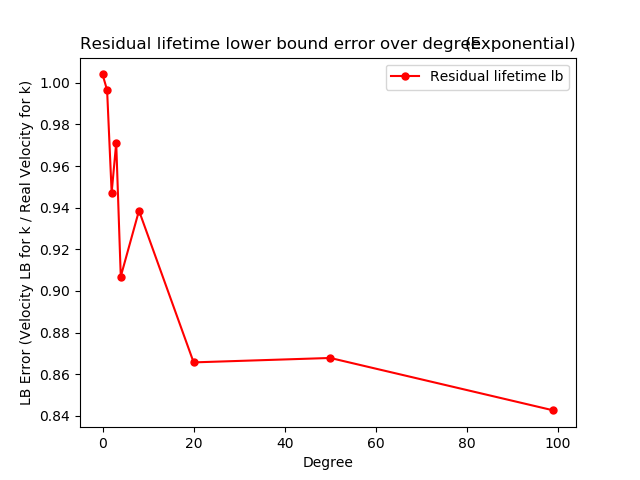 Residual lifetime lower bound error over degree (Exponential)
Residual lifetime lb
LB Error (Velocity LB for k / Real Velocity for k)
1.00
0.98
0.96
0.94
0.92
0.90
0.88
0.86
0.84
0 20 40 60 80 100
Degree